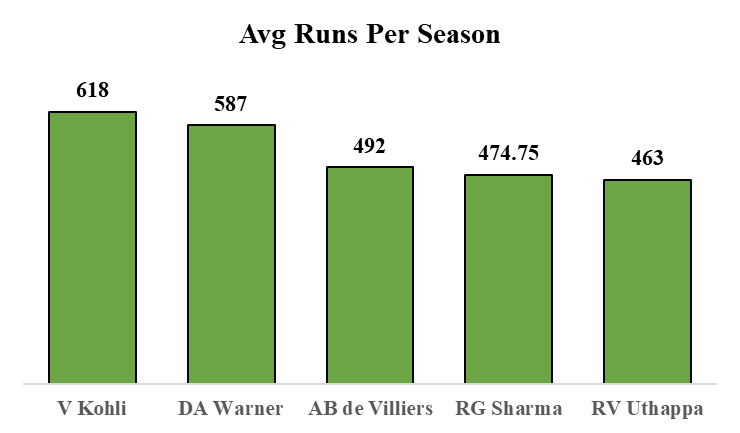 Avg Runs Per Season
618
587
492
474.75
463
V Kohli
DA Warner
AB de Villiers
RG Sharma
RV Uthappa